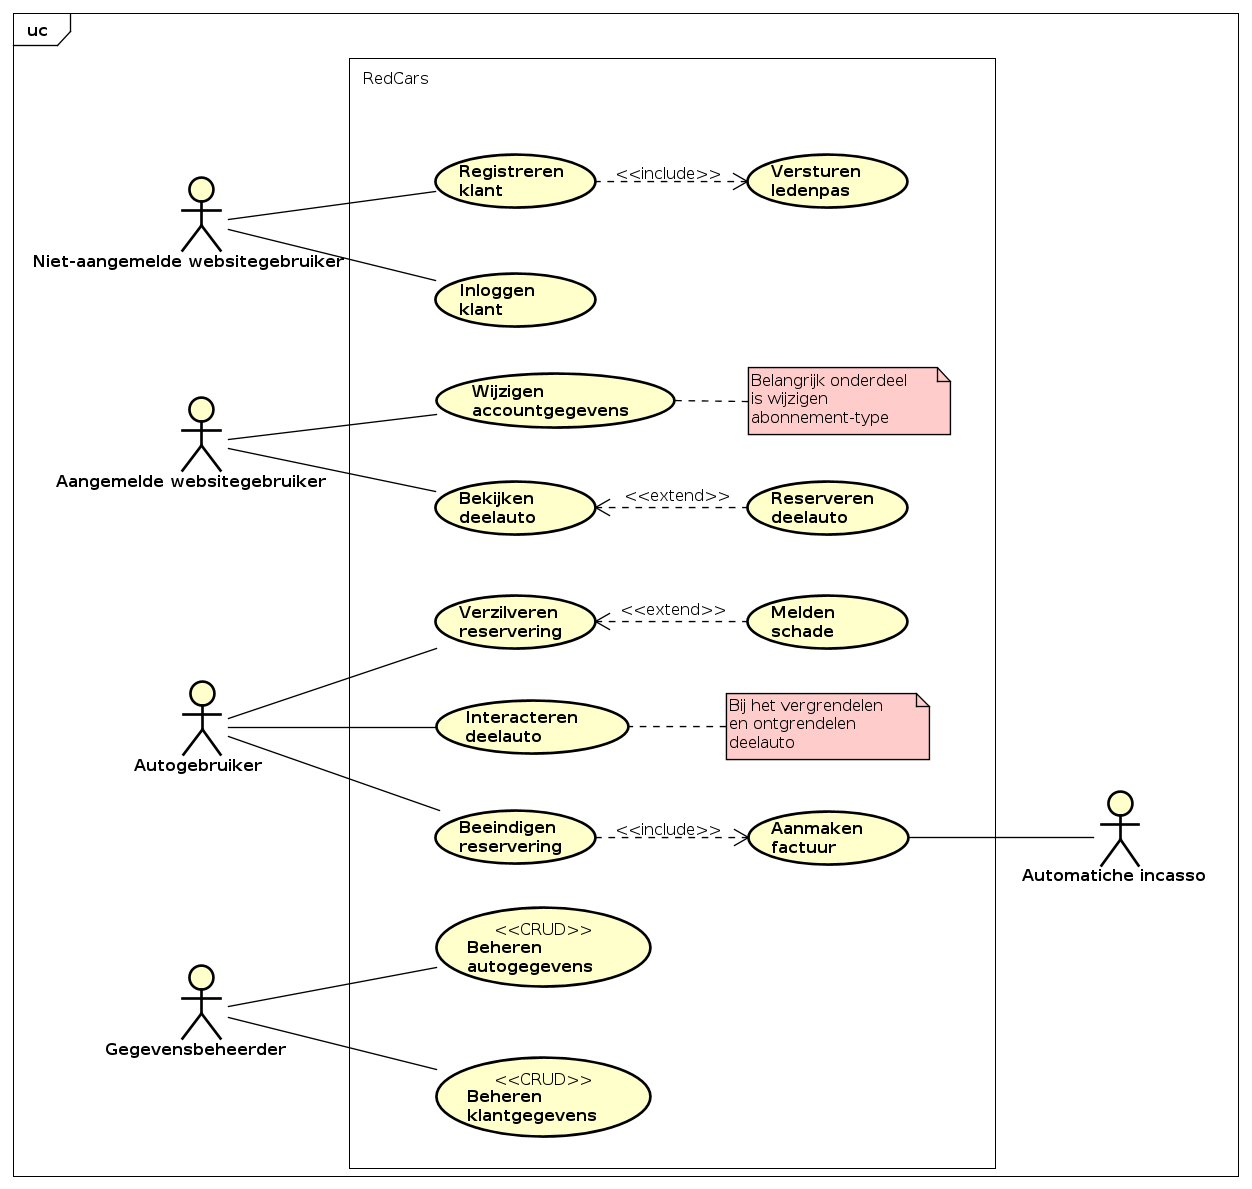 uc
RedCars
Registreren
klant
<<include>>
Versturen
ledenpas
Niet-aangemelde websitegebruiker
Inloggen
klant
Wijzigen
accountgegevens
Belangrijk onderdeel
is wijzigen
abonnement-type
Aangemelde websitegebruiker
Bekijken
deelauto
<<extend>>
Reserveren
deelauto
Verzilveren
reservering
<<extend>>
Melden
schade
Autogebruiker
Interacteren
deelauto
Bij het vergrendelen
en ontgrendelen
deelauto
Beeindigen
reservering
<<include>>
Aanmaken
factuur
Automatiche incasso
<<CRUD>>
Beheren
autogegevens
Gegevensbeheerder
<<CRUD>>
Beheren
klantgegevens